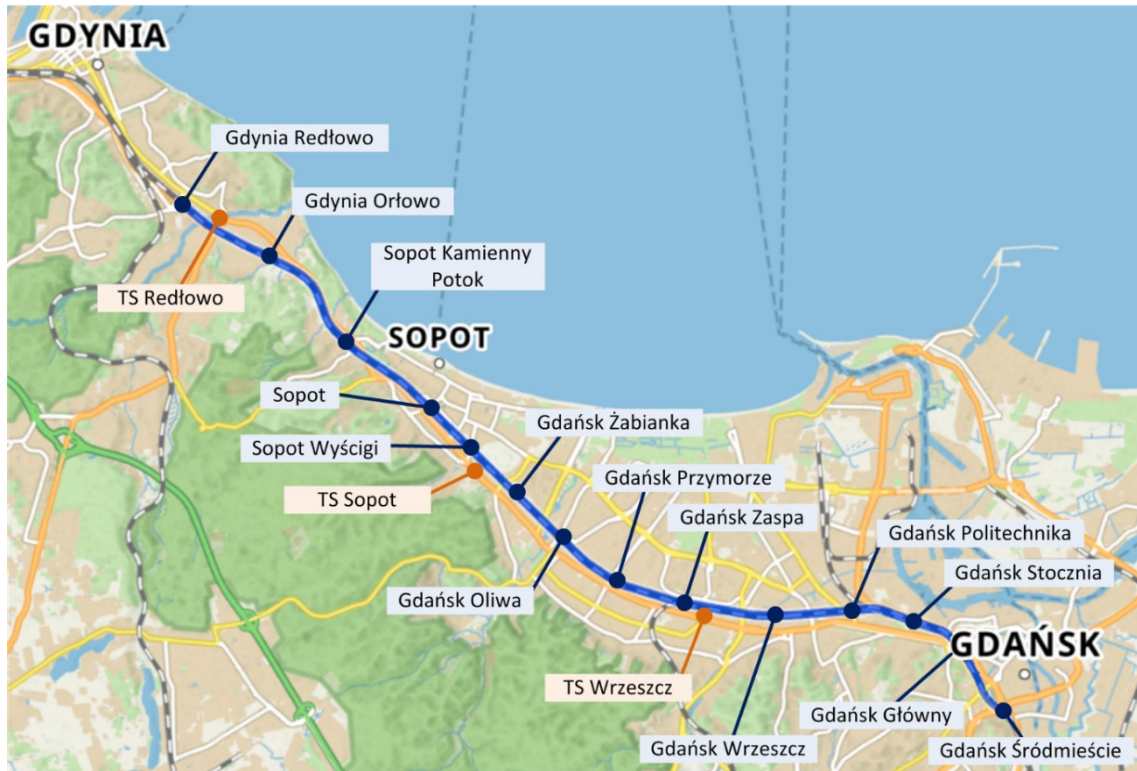 GDYNIA
Gdynia Redłowo
Gdynia Orłowo
Sopot Kamienny
Potok
TS Redłowo
SOPOT
Sopot
Gdańsk Żabianka
Sopot Wyścigi
Gdańsk Przymorze
TS Sopot
Gdańsk Zaspa
Gdańsk Politechnika
Gdańsk Stocznia
Gdańsk Oliwa
GDAŃSK
TS Wrzeszcz
Gdańsk Główny
Gdańsk Wrzeszcz
Gdańsk Śródmieście